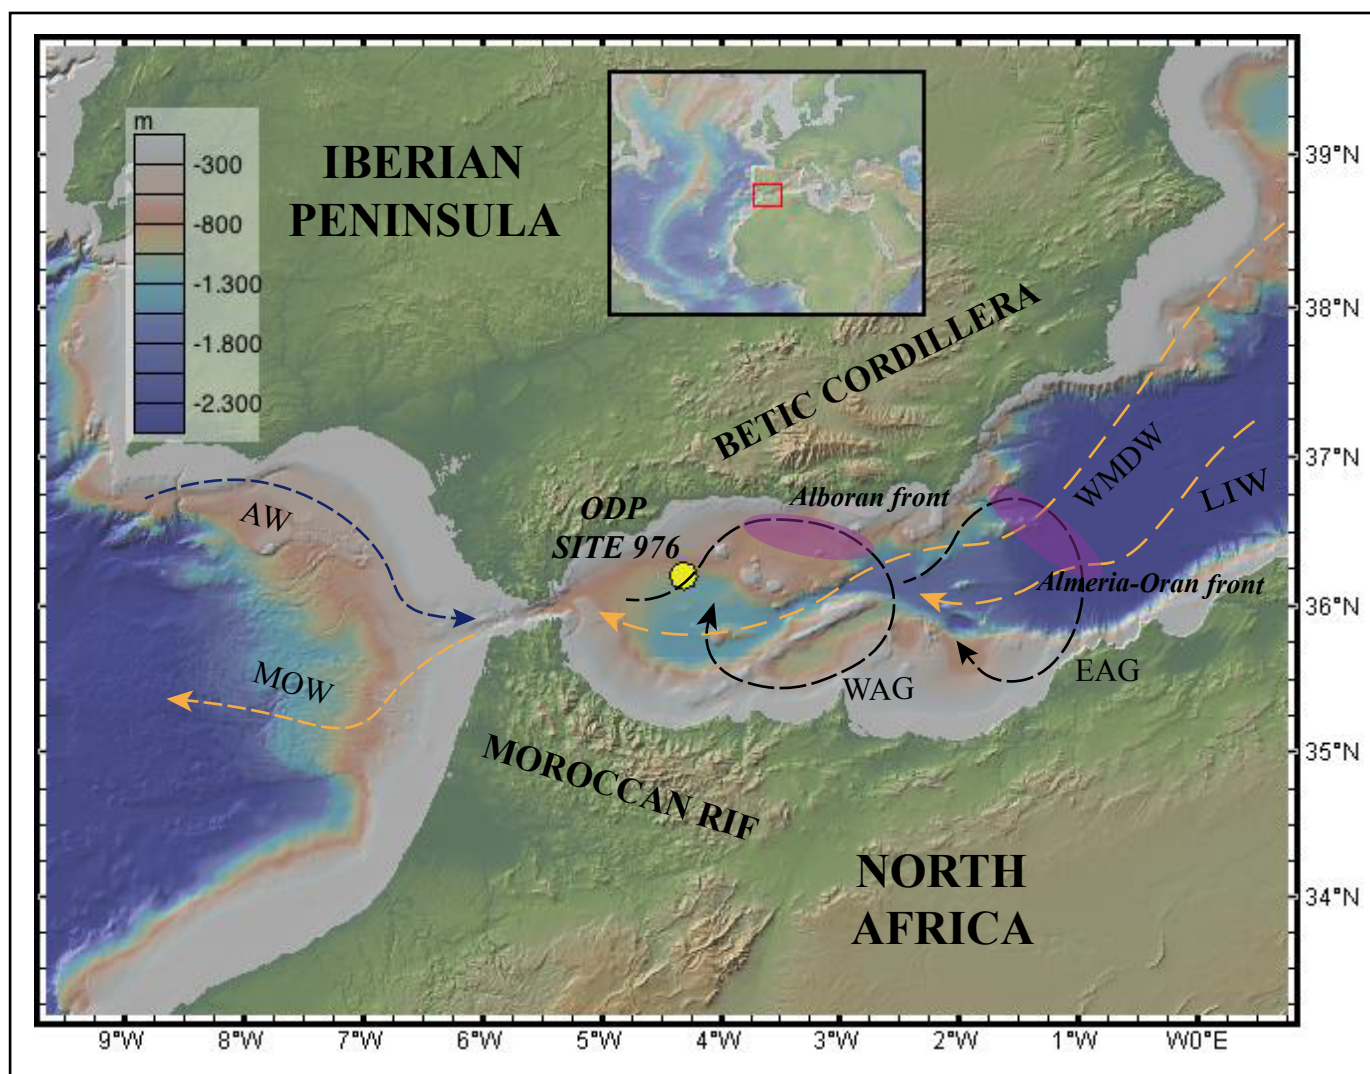 m
-300
-800
-1.300
-1.800
-2.300
IBERIAN
PENINSULA
39°N
38°N
37°N
36°N
35°N
34°N
BETIC CORDILLERA
WMDW
LIW
Alboran front
ODP
SITE 976
AW
Almeria-Oran front
MOW
WAG
EAG
MOROCCAN RIF
NORTH
AFRICA
9°W
8°W
7°W
6°W
5°W
4°W
3°W
2°W
1°W
W0°E